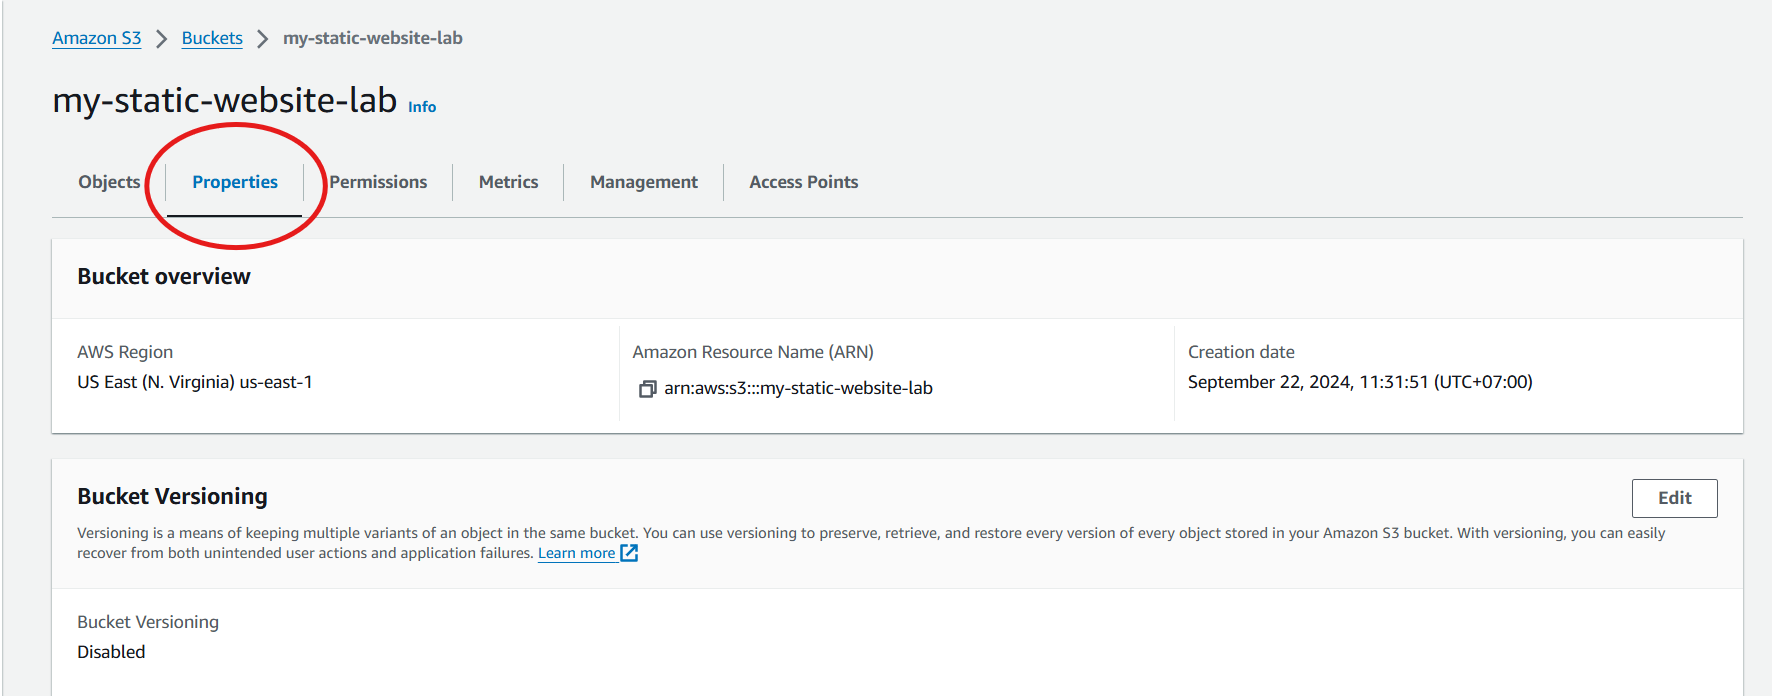 Amazon S3 > Buckets > my-static-website-lab
my-static-website-lab Info
Objects Properties Permissions Metrics Management Access Points
Bucket overview
AWS Region
US East (N. Virginia) us-east-1
Amazon Resource Name (ARN)
arn:aws:s3:::my-static-website-lab
Creation date
September 22, 2024, 11:31:51 (UTC+07:00)
Bucket Versioning
Edit
Versioning is a means of keeping multiple variants of an object in the same bucket. You can use versioning to preserve, retrieve, and restore every version of every object stored in your Amazon S3 bucket. With versioning, you can easily
recover from both unintended user actions and application failures. Learn more
Bucket Versioning
Disabled